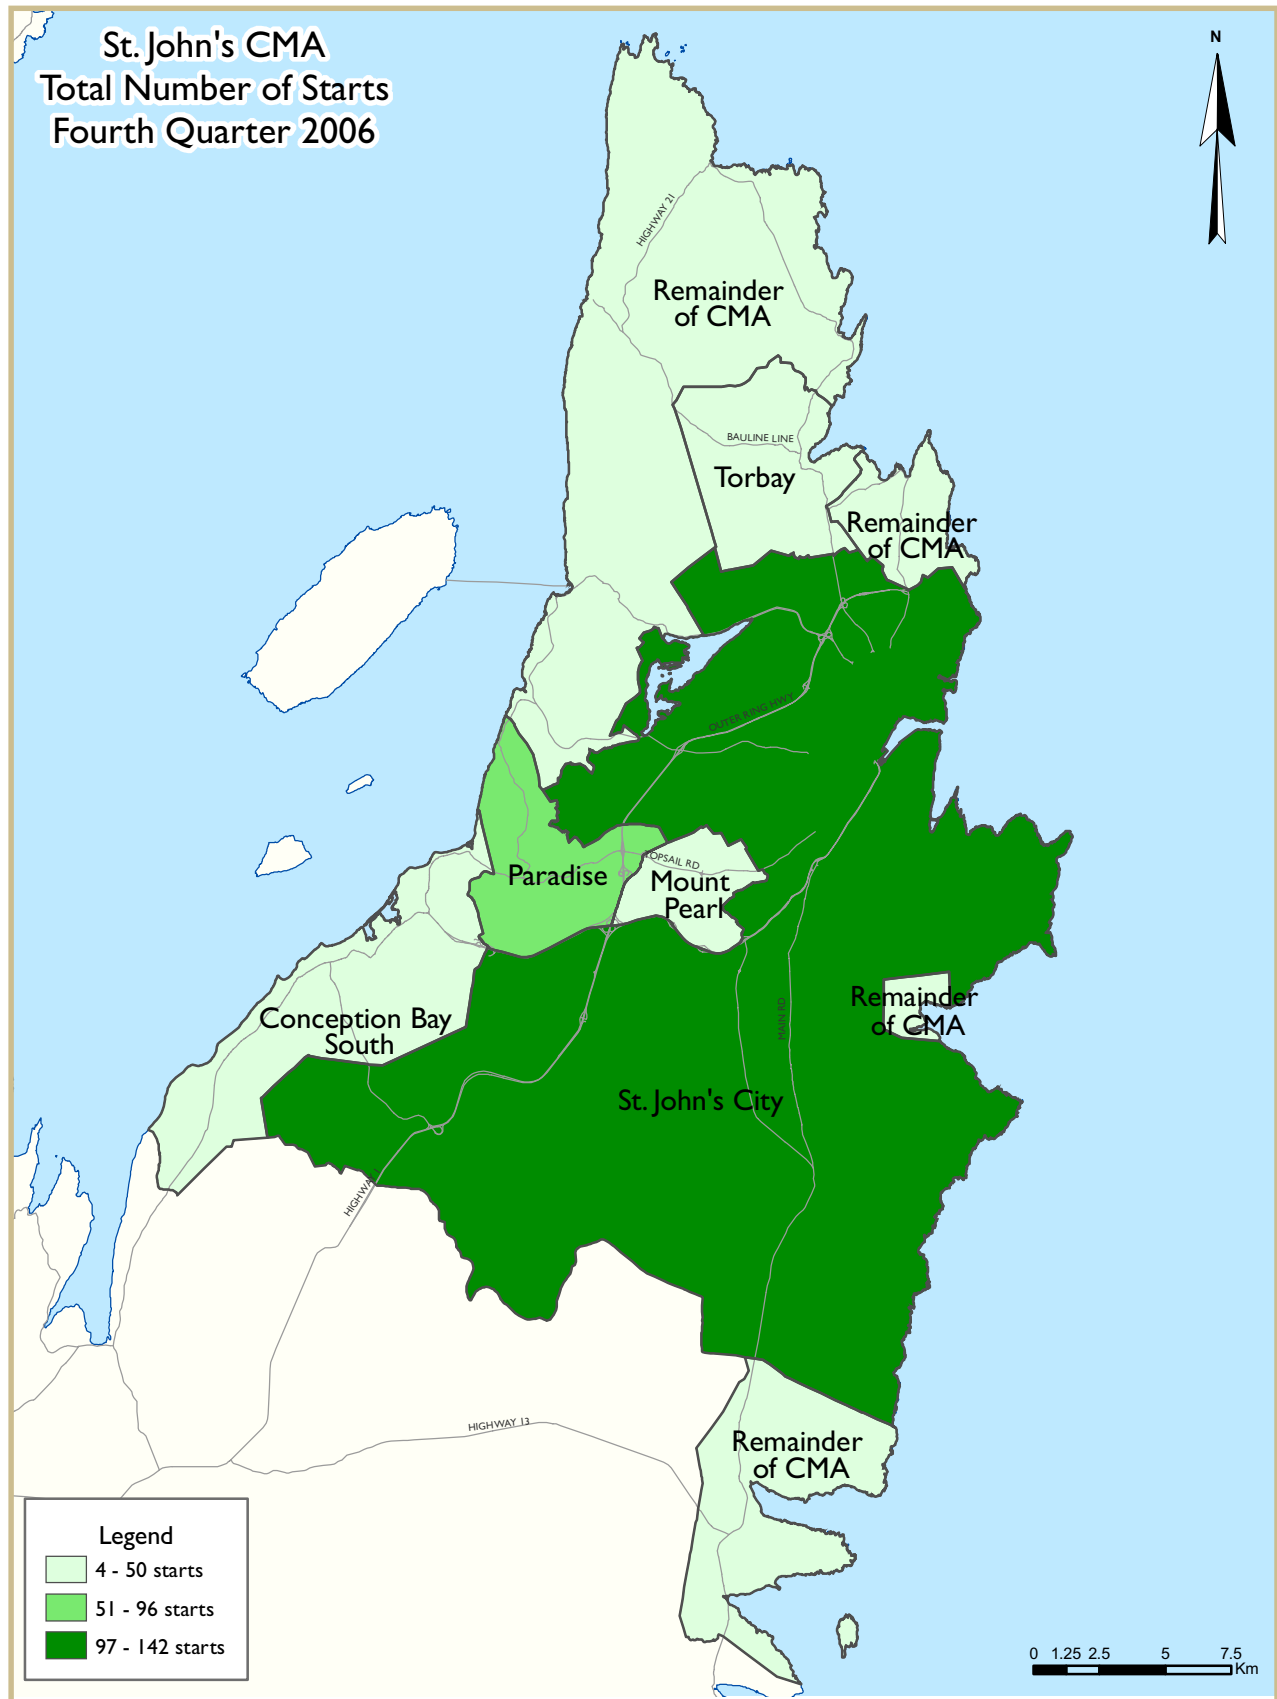 St. John's CMA
Total Number of Starts
Fourth Quarter 2006
N
HIGHWAY 21
Remainder
of CMA
BAULINE LINE
Torbay
Remainder
of CMA
OUTER RING HWY
TOPSAIL RD
Paradise
Mount
Pearl
Remainder
of CMA
MAIN RD
Conception Bay
South
St. John's City
HIGHWAY 1
HIGHWAY 13
Remainder
of CMA
Legend
4 - 50 starts
51 - 96 starts
97 - 142 starts
0 1.25 2.5 5 7.5
Km